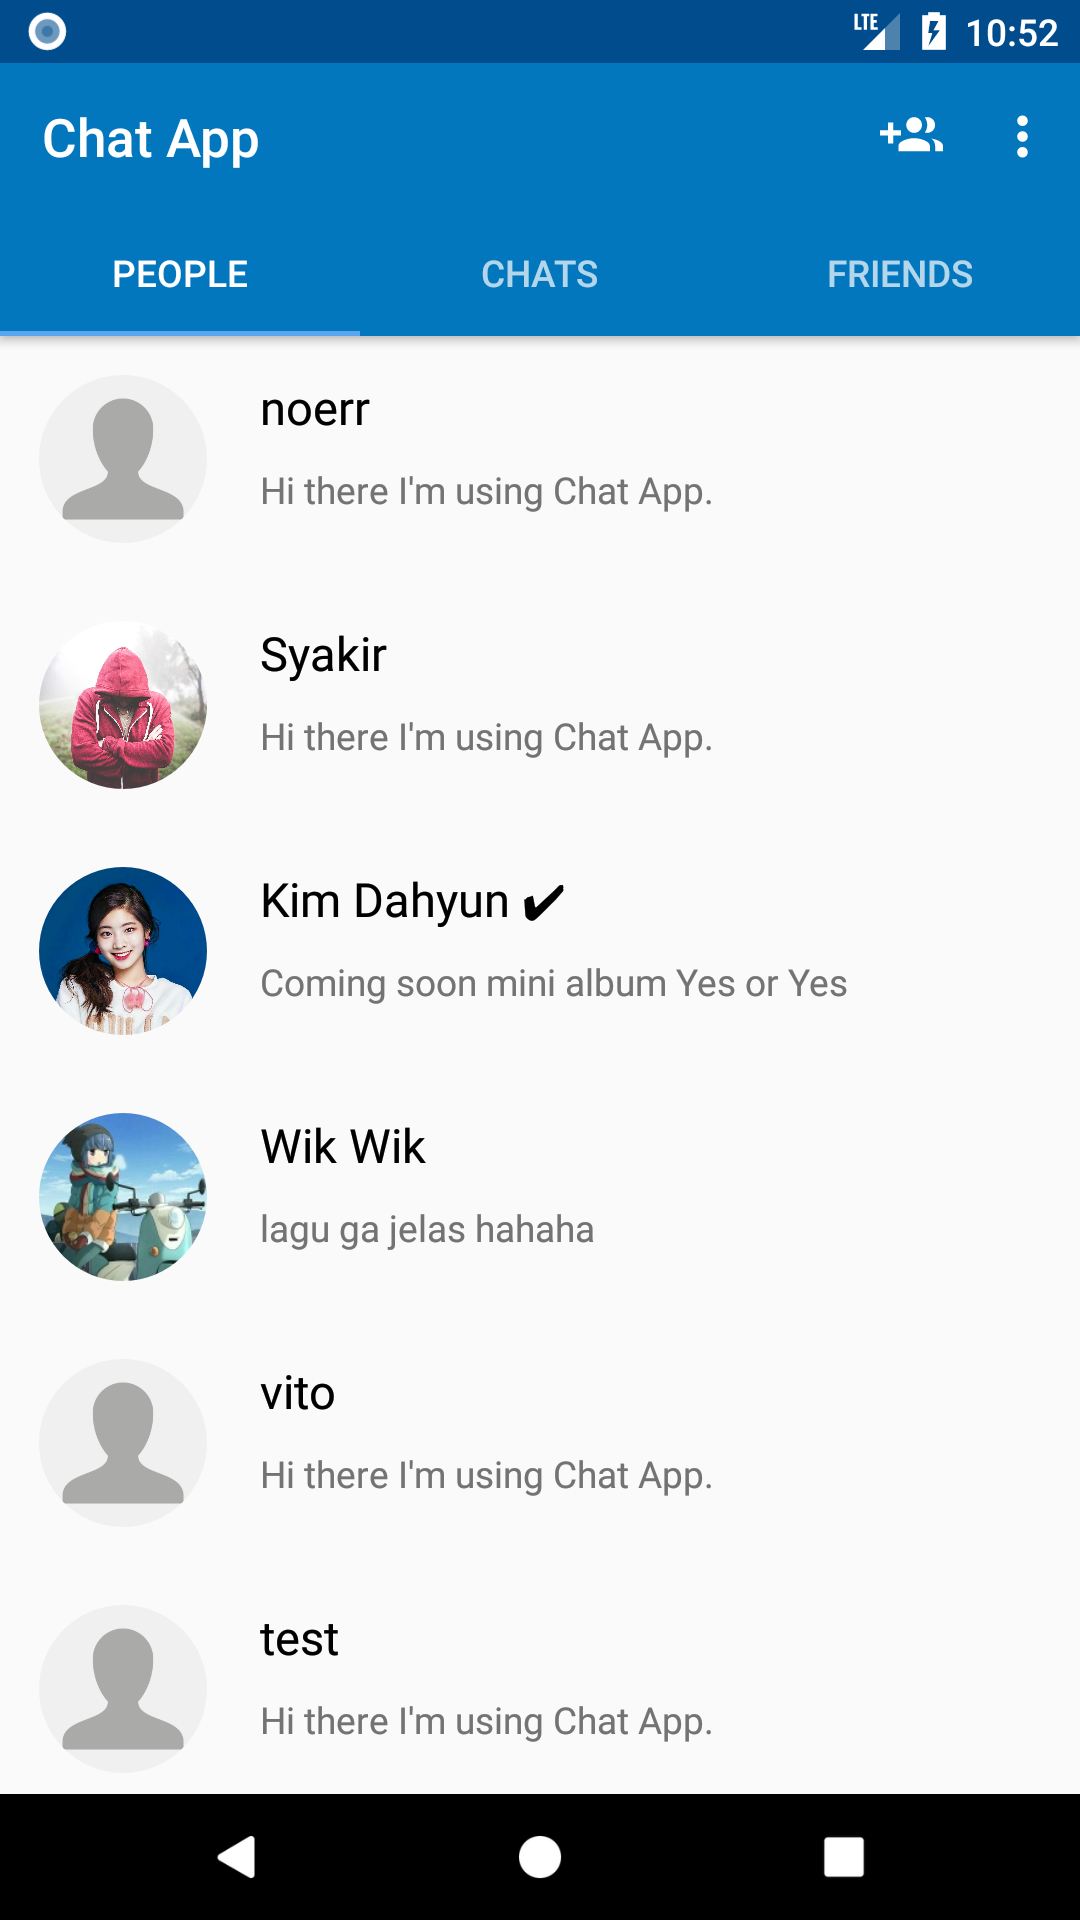 LTE 10:52
Chat App
PEOPLE CHATS FRIENDS
noerr
Hi there I'm using Chat App.
Syakir
Hi there I'm using Chat App.
Kim Dahyun ✔
Coming soon mini album Yes or Yes
Wik Wik
lagu ga jelas hahaha
vito
Hi there I'm using Chat App.
test
Hi there I'm using Chat App.